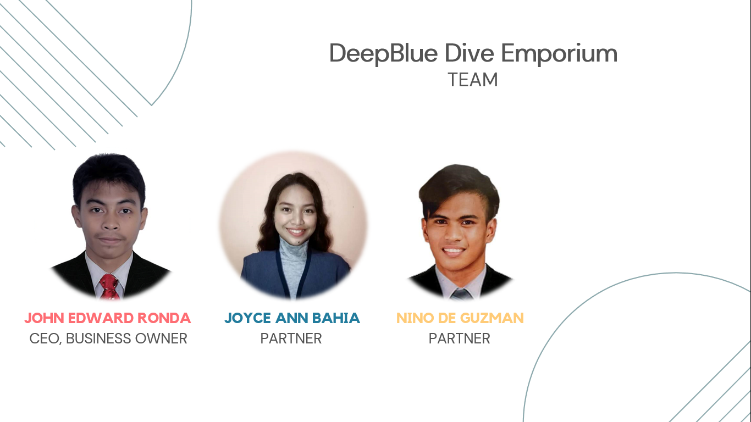 DeepBlue Dive Emporium
TEAM
JOHN EDWARD RONDA
CEO, BUSINESS OWNER
JOYCE ANN BAHIA
PARTNER
NINO DE GUZMAN
PARTNER